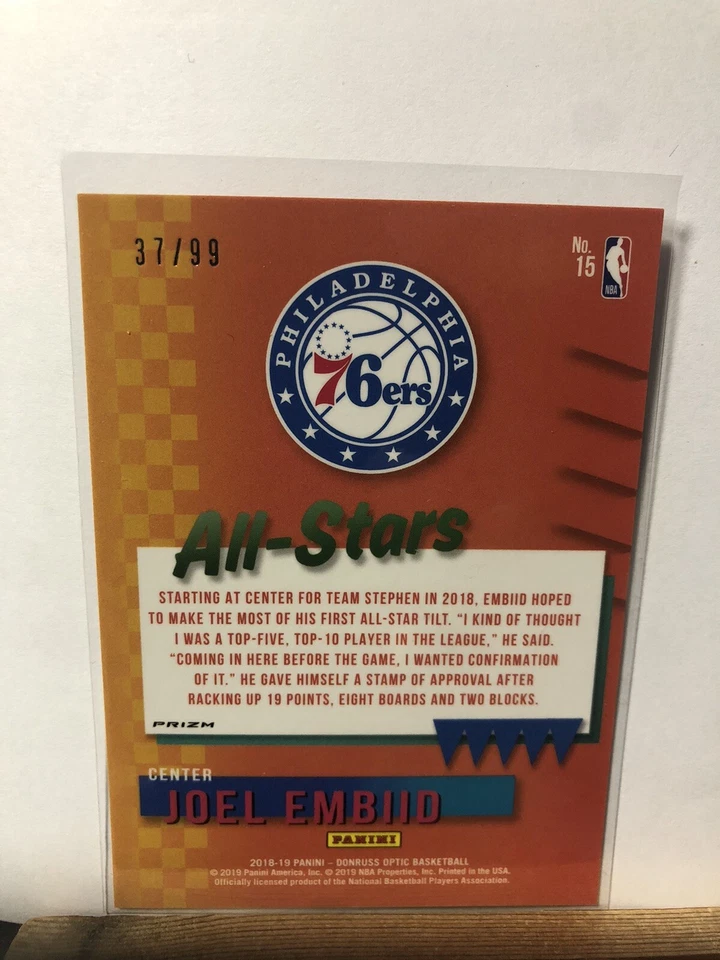 37/99
No.
15
NBA
PHILADELPHIA
76ers
All-Stars
STARTING AT CENTER FOR TEAM STEPHEN IN 2018, EMBIID HOPED
TO MAKE THE MOST OF HIS FIRST ALL-STAR TILT. "I KIND OF THOUGHT
I WAS A TOP-FIVE, TOP-10 PLAYER IN THE LEAGUE," HE SAID.
"COMING IN HERE BEFORE THE GAME, I WANTED CONFIRMATION
OF IT." HE GAVE HIMSELF A STAMP OF APPROVAL AFTER
RACKING UP 19 POINTS, EIGHT BOARDS AND TWO BLOCKS.
PRIZM
CENTER
JOEL EMBIID
PANINI
2018-19 PANINI – DONRUSS OPTIC BASKETBALL
© 2019 Panini America, Inc. © 2019 NBA Properties, Inc. Printed in the USA.
Officially licensed product of the National Basketball Players Association.